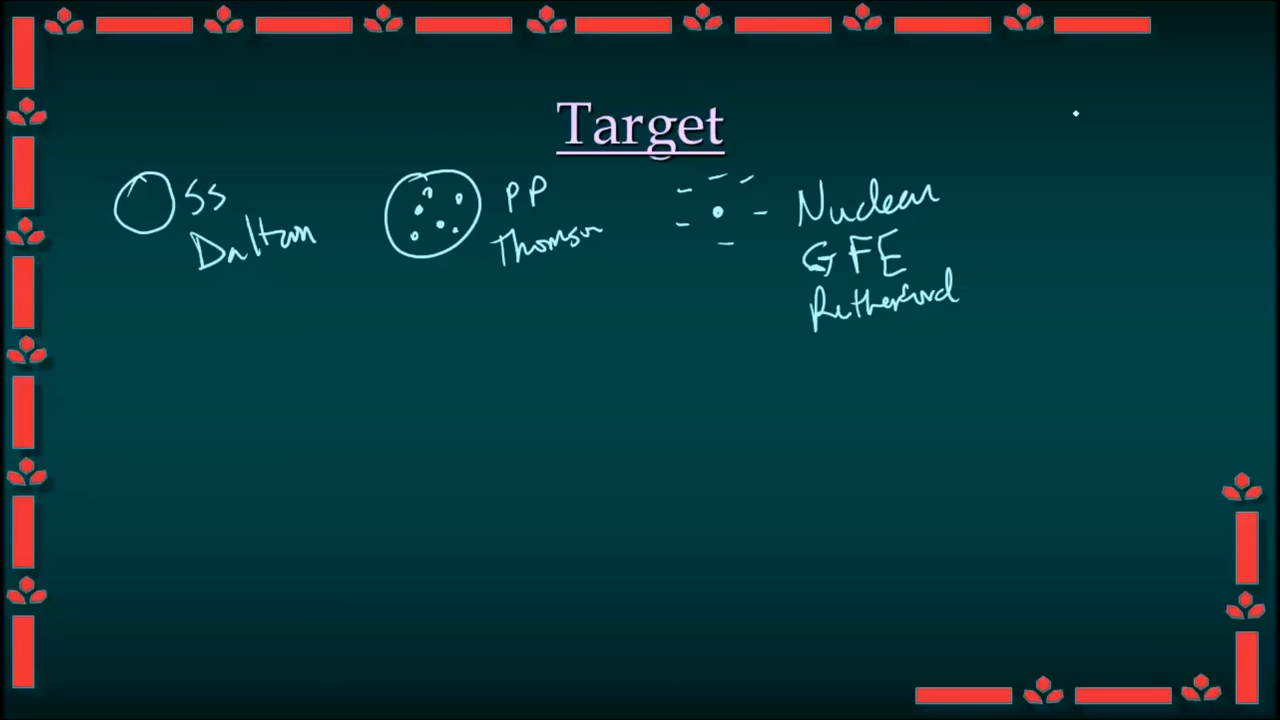 Target
SS
Dalton
PP
Thomson
Nuclear
GFE
Rutherford